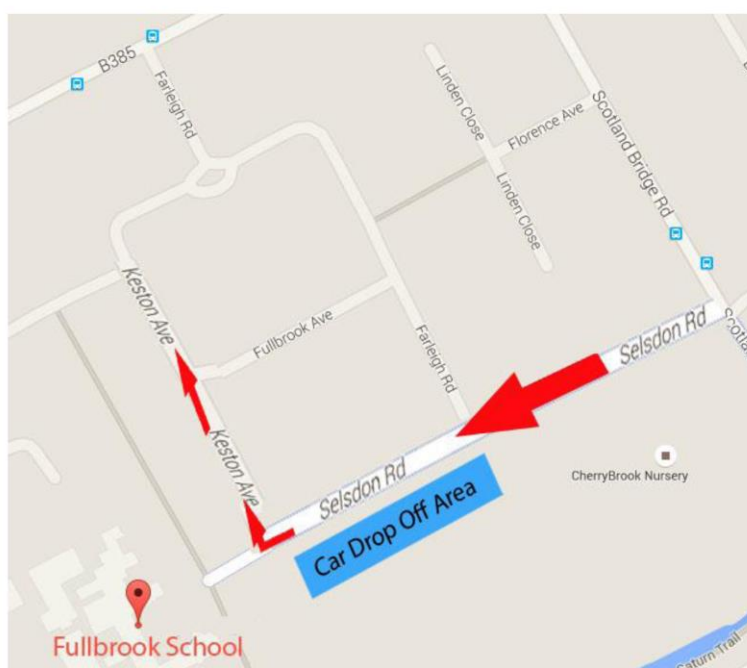 B385
Farleigh Rd
Linden Close
Florence Ave
Scotland Bridge Rd
Linden Close
Keston Ave
Fullbrook Ave
Farleigh Rd
Selsdon Rd
Keston Ave
Selsdon Rd
Car Drop Off Area
CherryBrook Nursery
Fullbrook School
Trail